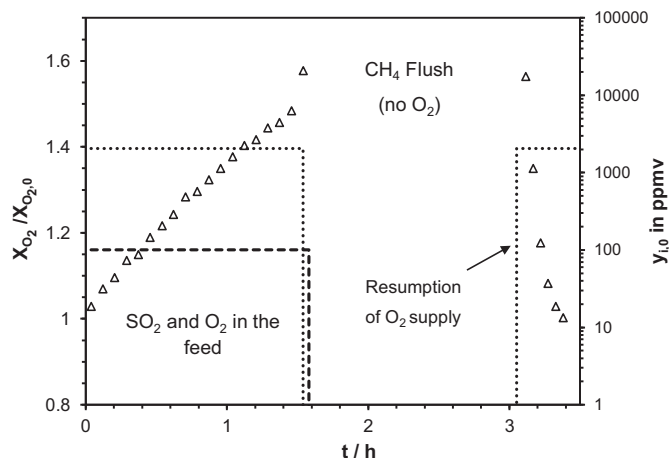 X_O₂ /X_O₂,0
1.6
1.4
1.2
1
0.8
CH₄ Flush
(no O₂)
SO₂ and O₂ in the
feed
Resumption
of O₂ supply
100000
10000
1000
100
10
1
y_i,0 in ppmv
0
1
2
3
t / h